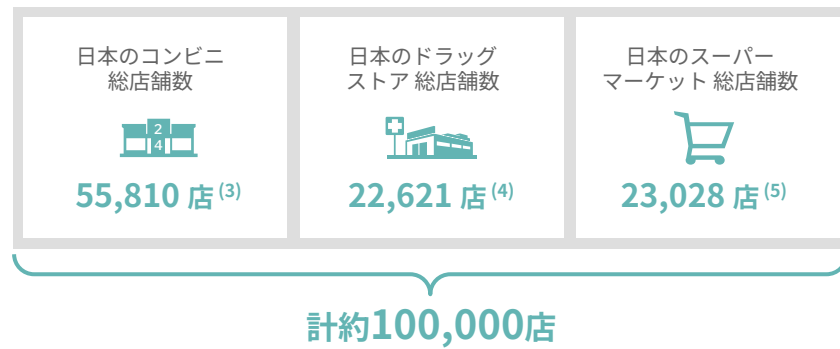 日本のコンビニ
総店舗数
24
55,810 店(3)
日本のドラッグ
ストア 総店舗数
22,621 店(4)
日本のスーパー
マーケット 総店舗数
23,028 店(5)
計約100,000店